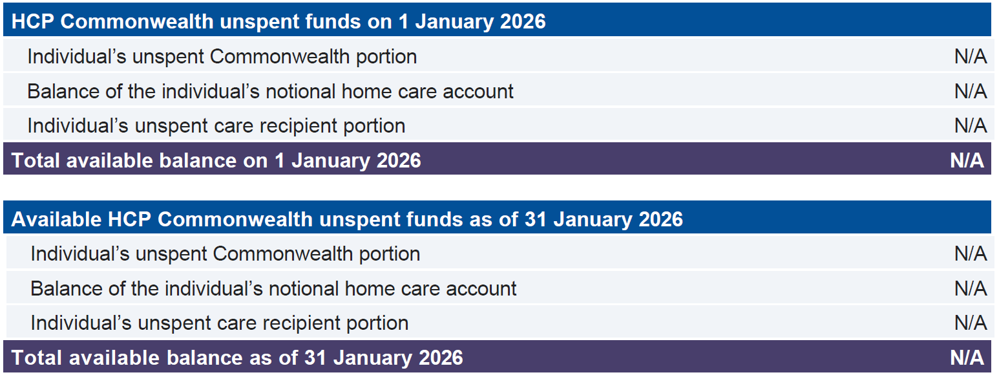 HCP Commonwealth unspent funds on 1 January 2026
Individual’s unspent Commonwealth portion N/A
Balance of the individual’s notional home care account N/A
Individual’s unspent care recipient portion N/A
Total available balance on 1 January 2026 N/A
Available HCP Commonwealth unspent funds as of 31 January 2026
Individual’s unspent Commonwealth portion N/A
Balance of the individual’s notional home care account N/A
Individual’s unspent care recipient portion N/A
Total available balance as of 31 January 2026 N/A